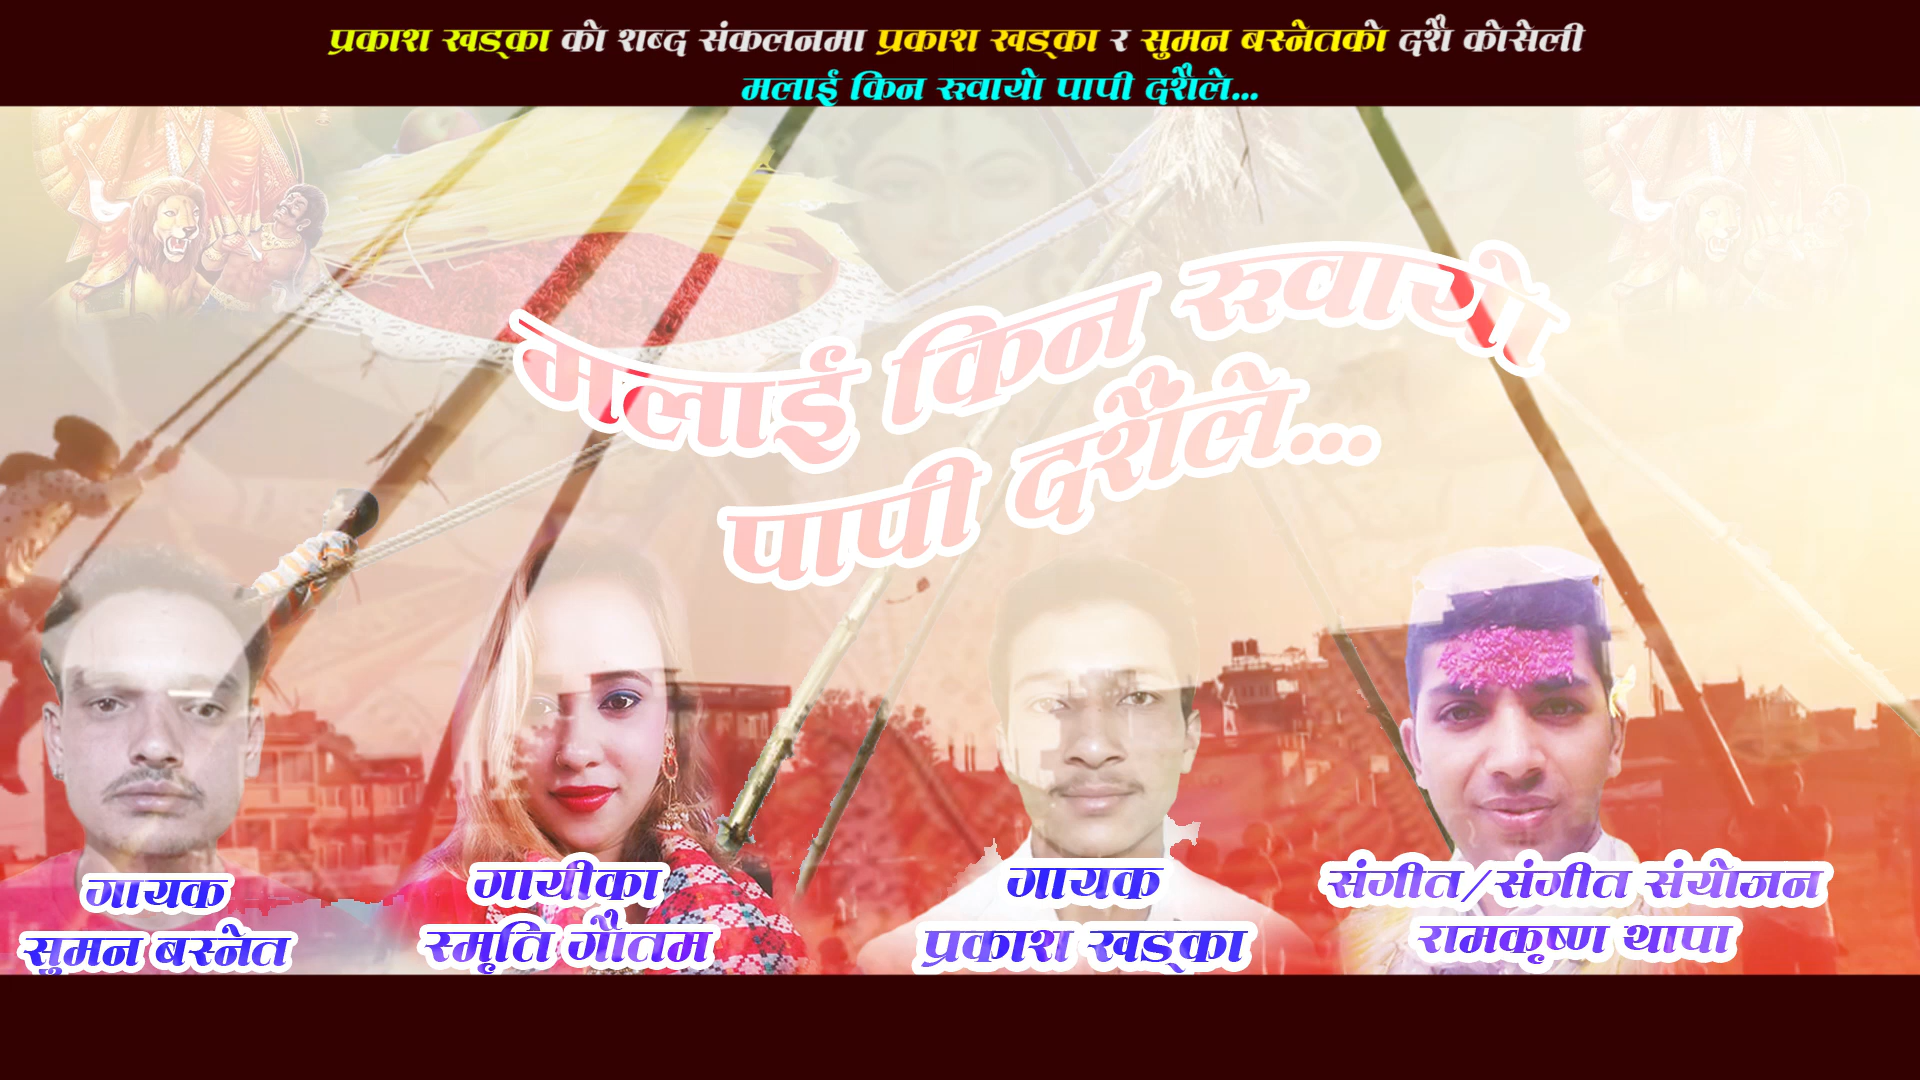 प्रकाश खड्का को शब्द संकलनमा प्रकाश खड्का र सुमन बस्नेतको दशै कोसेली
मलाई किन रुवायो पापी दशैले...
मलाई किन रुवायो
पापी दशैले...
गायक
सुमन बस्नेत
गायीका
स्मृति गौतम
गायक
प्रकाश खड्का
संगीत/संगीत संयोजन
रामकृष्ण थापा